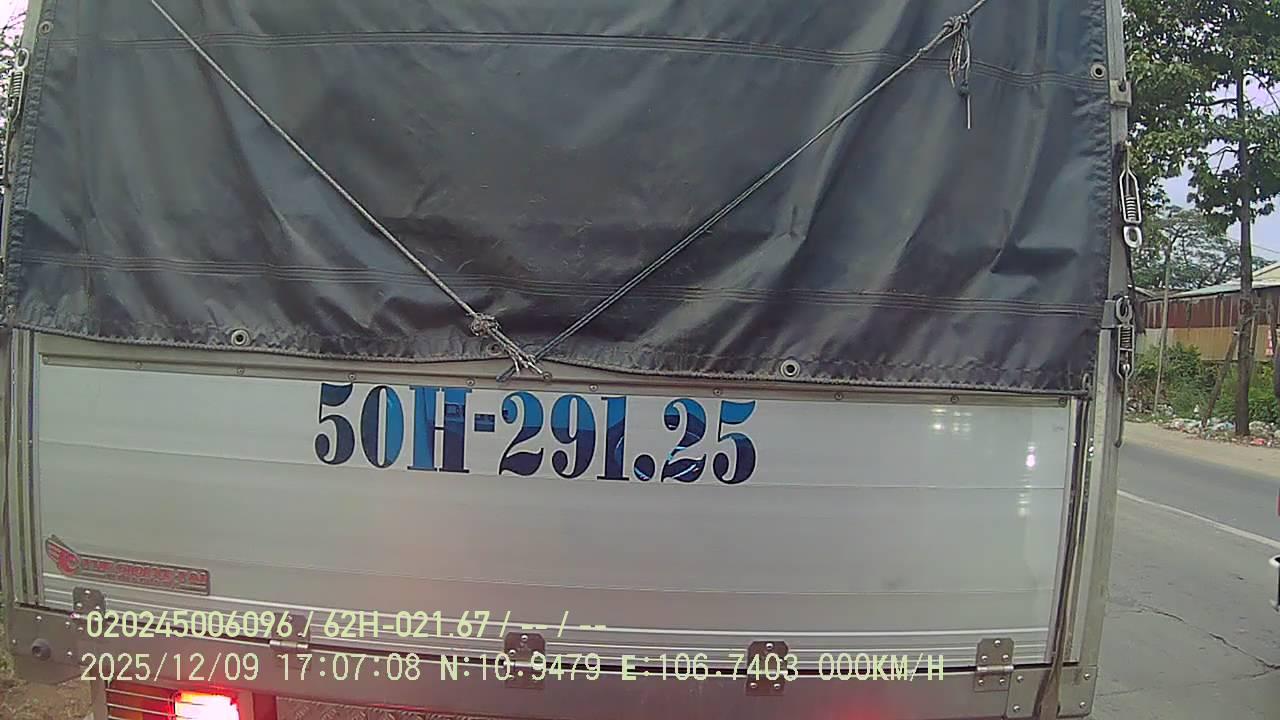 50H-291.25
020245006096 / 62H-021.67 / -- / --
2025/12/09 17:07:08 N:10.9479 E:106.7403 000KM/H